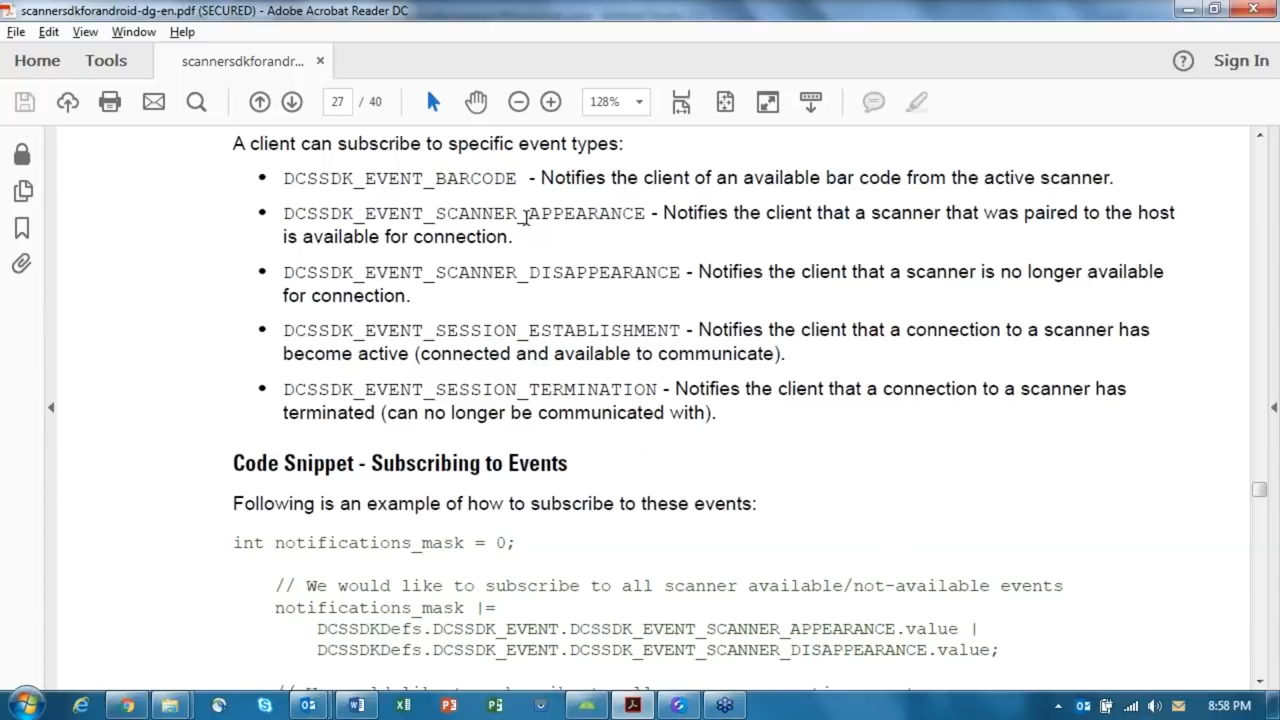 scannersdkforandroid-dg-en.pdf (SECURED) - Adobe Acrobat Reader DC
File Edit View Window Help
Home Tools scannersdkforandr... × ? Sign In
27 / 40 128%
A client can subscribe to specific event types:
• DCSSDK_EVENT_BARCODE - Notifies the client of an available bar code from the active scanner.
• DCSSDK_EVENT_SCANNER_APPEARANCE - Notifies the client that a scanner that was paired to the host
is available for connection.
• DCSSDK_EVENT_SCANNER_DISAPPEARANCE - Notifies the client that a scanner is no longer available
for connection.
• DCSSDK_EVENT_SESSION_ESTABLISHMENT - Notifies the client that a connection to a scanner has
become active (connected and available to communicate).
• DCSSDK_EVENT_SESSION_TERMINATION - Notifies the client that a connection to a scanner has
terminated (can no longer be communicated with).
Code Snippet - Subscribing to Events
Following is an example of how to subscribe to these events:
int notifications_mask = 0;
// We would like to subscribe to all scanner available/not-available events
notifications_mask |=
DCSSDKDefs.DCSSDK_EVENT.DCSSDK_EVENT_SCANNER_APPEARANCE.value |
DCSSDKDefs.DCSSDK_EVENT.DCSSDK_EVENT_SCANNER_DISAPPEARANCE.value;
8:58 PM